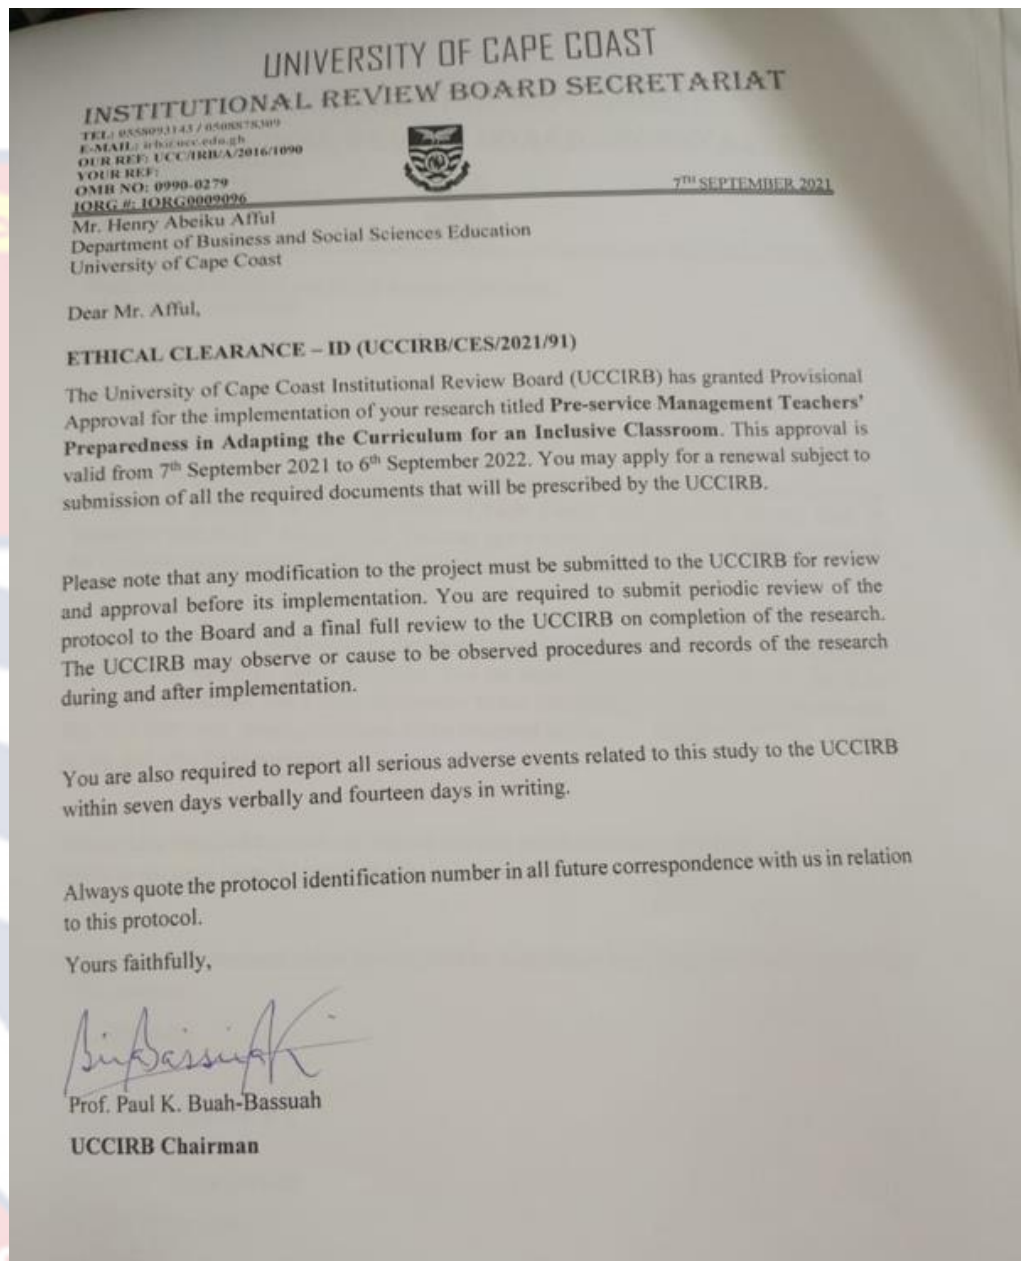 UNIVERSITY OF CAPE COAST
INSTITUTIONAL REVIEW BOARD SECRETARIAT
TEL: 0558093143 / 0508878309
E-MAIL: irb@ucc.edu.gh
OUR REF: UCC/IRB/A/2016/1090
YOUR REF:
OMB NO: 0990-0279
IORG #: IORG0009096
7TH SEPTEMBER 2021
Mr. Henry Abeiku Afful
Department of Business and Social Sciences Education
University of Cape Coast
Dear Mr. Afful,
ETHICAL CLEARANCE – ID (UCCIRB/CES/2021/91)
The University of Cape Coast Institutional Review Board (UCCIRB) has granted Provisional
Approval for the implementation of your research titled Pre-service Management Teachers'
Preparedness in Adapting the Curriculum for an Inclusive Classroom. This approval is
valid from 7th September 2021 to 6th September 2022. You may apply for a renewal subject to
submission of all the required documents that will be prescribed by the UCCIRB.
Please note that any modification to the project must be submitted to the UCCIRB for review
and approval before its implementation. You are required to submit periodic review of the
protocol to the Board and a final full review to the UCCIRB on completion of the research.
The UCCIRB may observe or cause to be observed procedures and records of the research
during and after implementation.
You are also required to report all serious adverse events related to this study to the UCCIRB
within seven days verbally and fourteen days in writing.
Always quote the protocol identification number in all future correspondence with us in relation
to this protocol.
Yours faithfully,
Prof. Paul K. Buah-Bassuah
UCCIRB Chairman